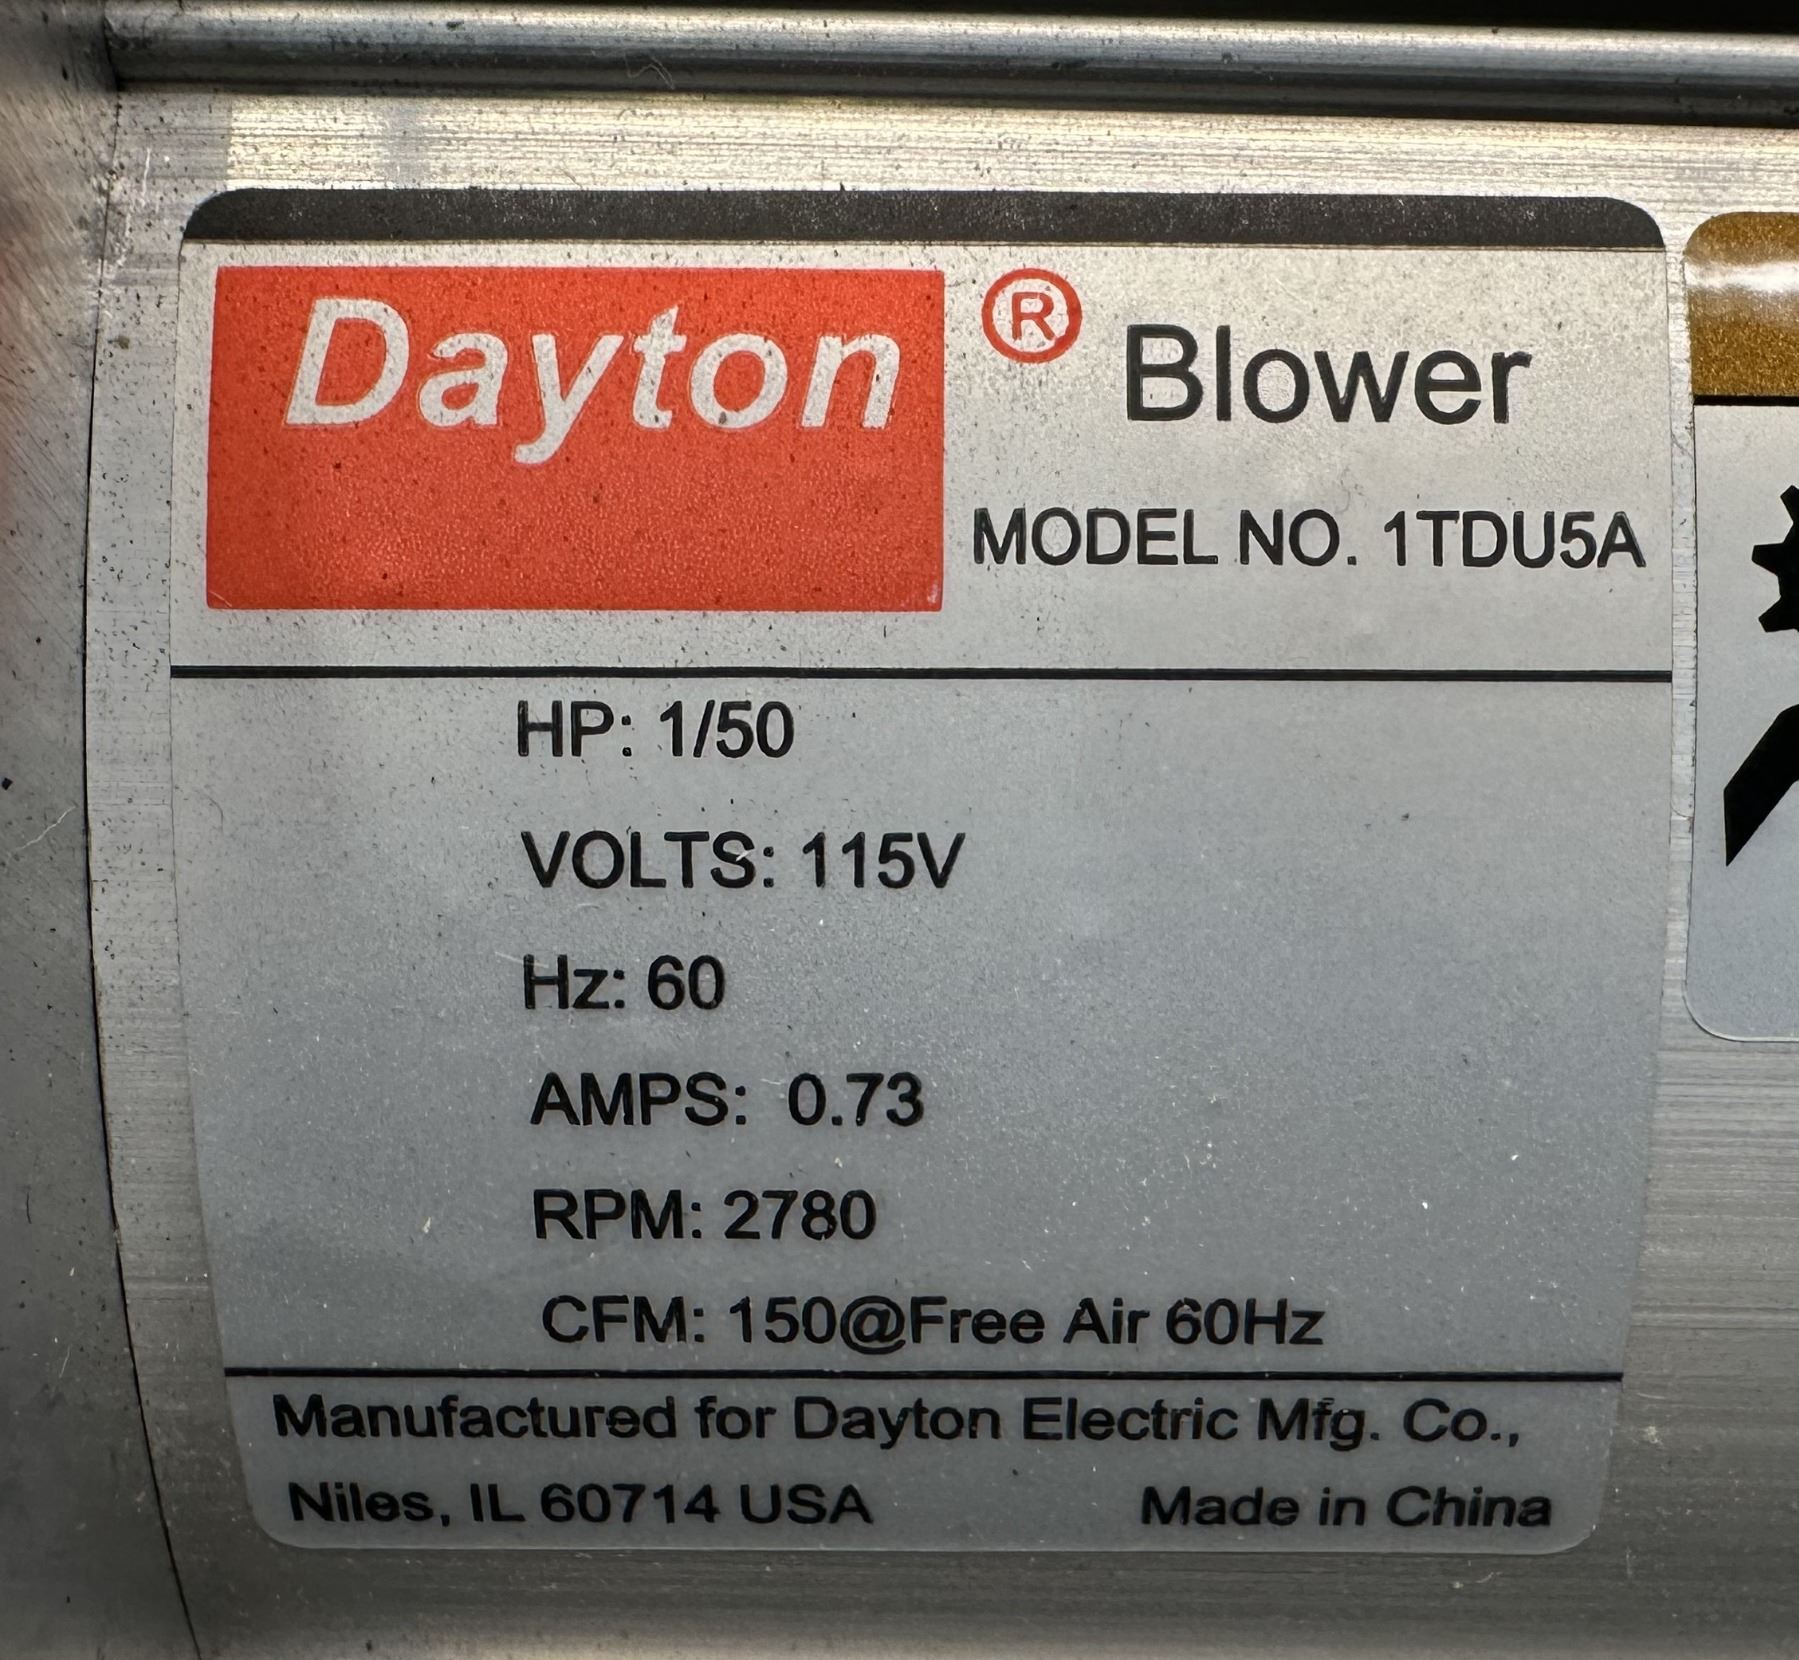 Dayton® Blower
MODEL NO. 1TDU5A
HP: 1/50
VOLTS: 115V
Hz: 60
AMPS: 0.73
RPM: 2780
CFM: 150@Free Air 60Hz
Manufactured for Dayton Electric Mfg. Co.,
Niles, IL 60714 USA Made in China